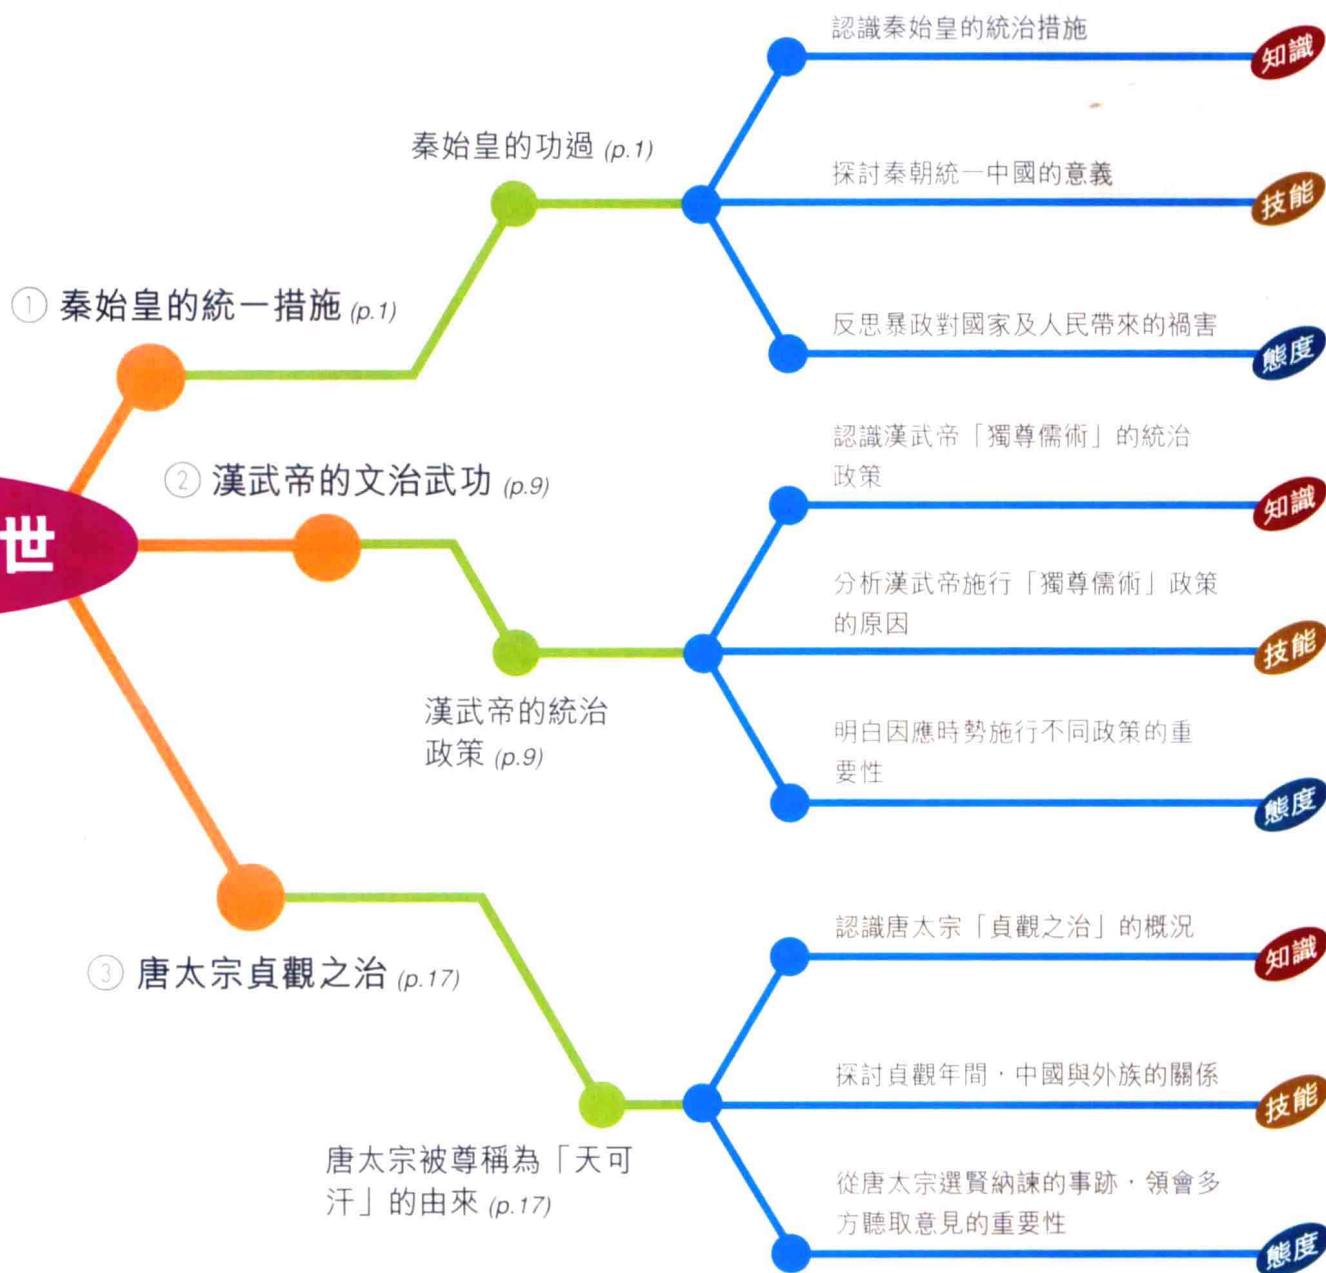 世
① 秦始皇的統一措施 (p.1)
秦始皇的功過 (p.1)
認識秦始皇的統治措施
知識
探討秦朝統一中國的意義
技能
反思暴政對國家及人民帶來的禍害
態度
② 漢武帝的文治武功 (p.9)
漢武帝的統治
政策 (p.9)
認識漢武帝「獨尊儒術」的統治
政策
知識
分析漢武帝施行「獨尊儒術」政策
的原因
技能
明白因應時勢施行不同政策的重
要性
態度
③ 唐太宗貞觀之治 (p.17)
唐太宗被尊稱為「天可
汗」的由來 (p.17)
認識唐太宗「貞觀之治」的概況
知識
探討貞觀年間，中國與外族的關係
技能
從唐太宗選賢納諫的事跡，領會多
方聽取意見的重要性
態度